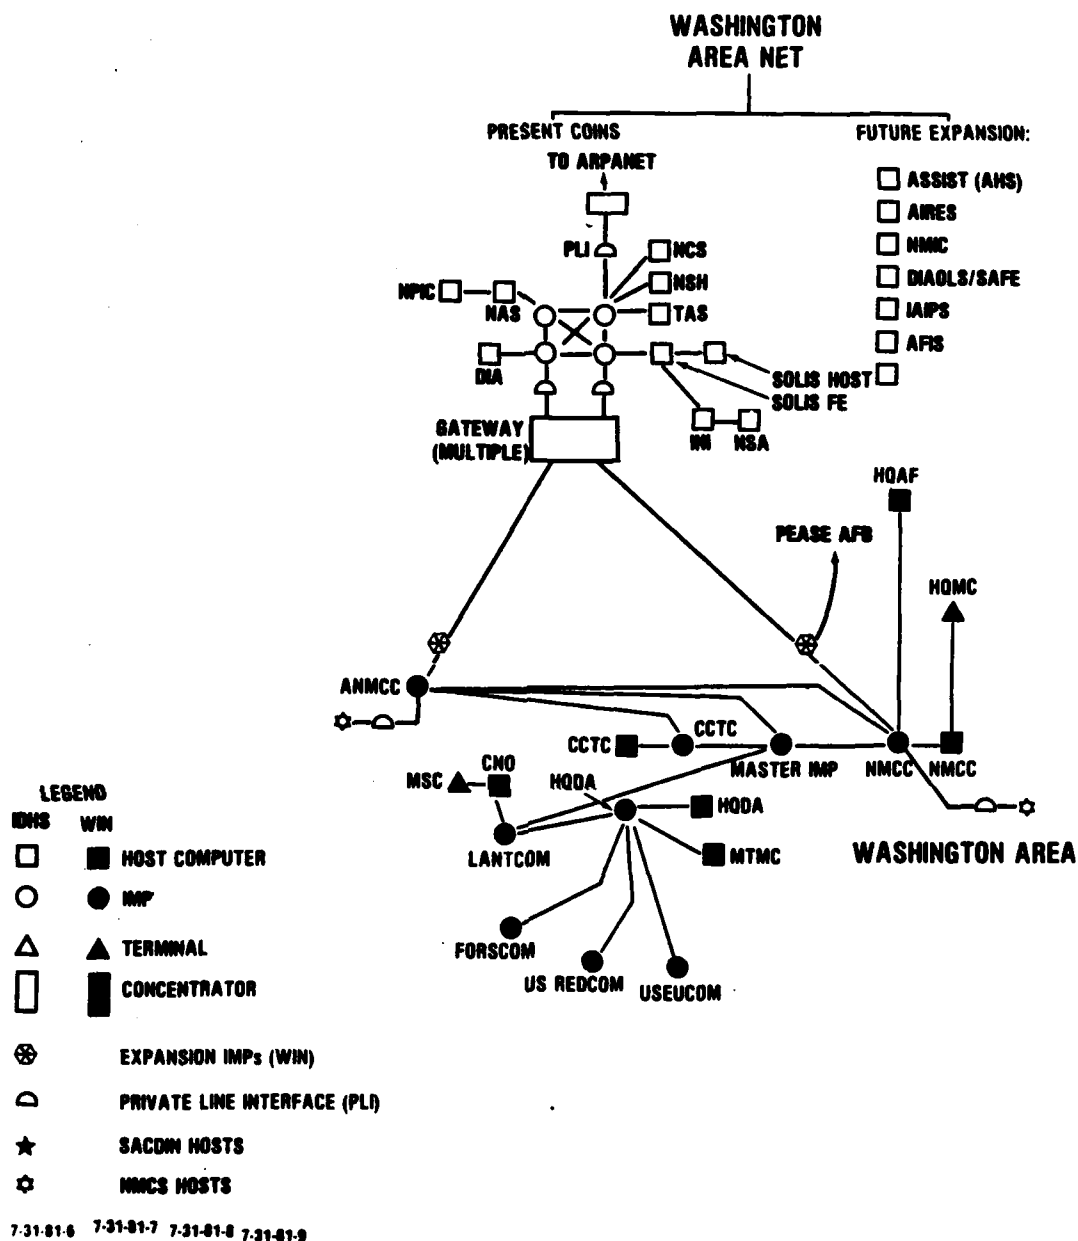 WASHINGTON
AREA NET
PRESENT COINS
FUTURE EXPANSION:
TO ARPANET
ASSIST (AHS)
AIRES
NMIC
DIAOLS/SAFE
IAIPS
AFIS
PLI
NCS
NSH
TAS
NPIC
NAS
DIA
SOLIS HOST
SOLIS FE
INI
NSA
GATEWAY
(MULTIPLE)
HQAF
PEASE AFB
HQMC
ANMCC
CCTC
CCTC
MASTER IMP
NMCC
NMCC
MSC
CNO
HQDA
HQDA
LANTCOM
MTMC
WASHINGTON AREA
FORSCOM
US REDCOM
USEUCOM
LEGEND
IDHS
WIN
HOST COMPUTER
IMP
TERMINAL
CONCENTRATOR
EXPANSION IMPs (WIN)
PRIVATE LINE INTERFACE (PLI)
SACDIN HOSTS
NMCS HOSTS
7-31-81-6 7-31-81-7 7-31-81-8 7-31-81-9